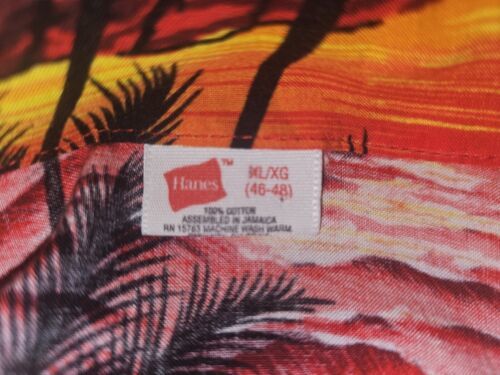 Hanes
™
XL/XG
(46-48)
100% COTTON
ASSEMBLED IN JAMAICA
RN 15763 MACHINE WASH WARM